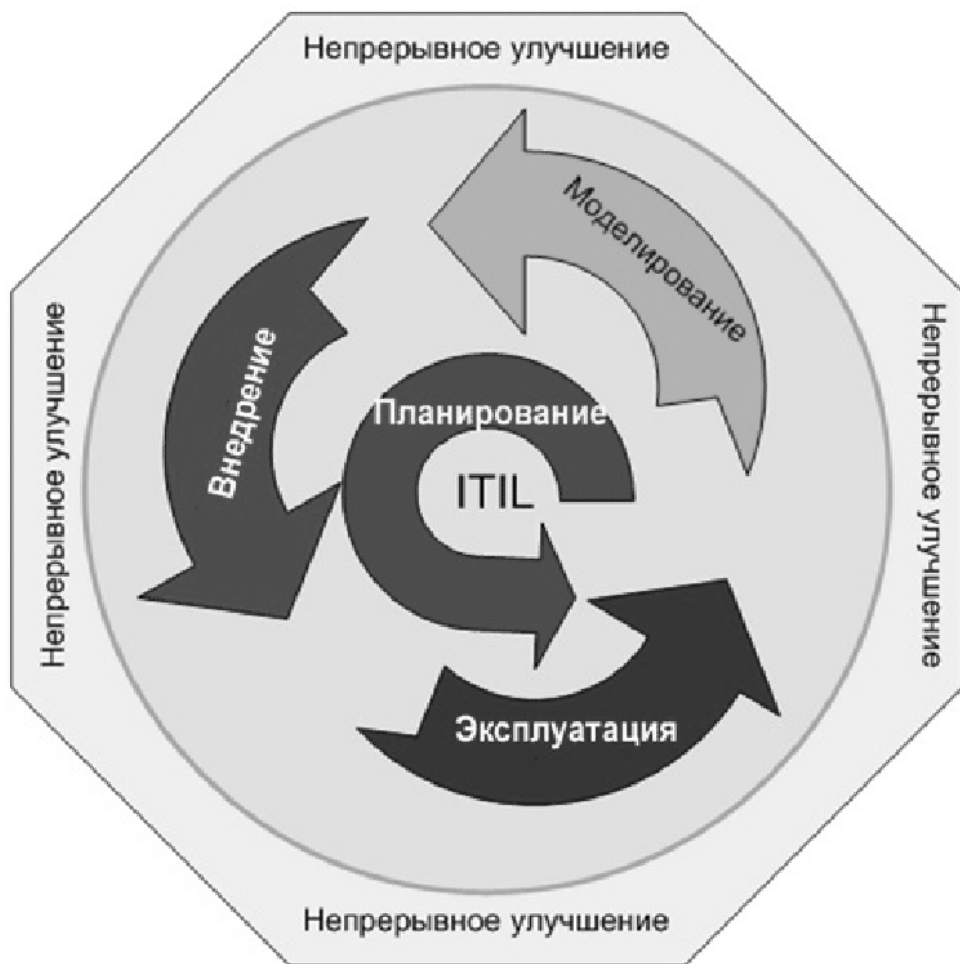 Непрерывное улучшение
Моделирование
Непрерывное улучшение
Внедрение
Непрерывное улучшение
Планирование
ITIL
Эксплуатация
Непрерывное улучшение